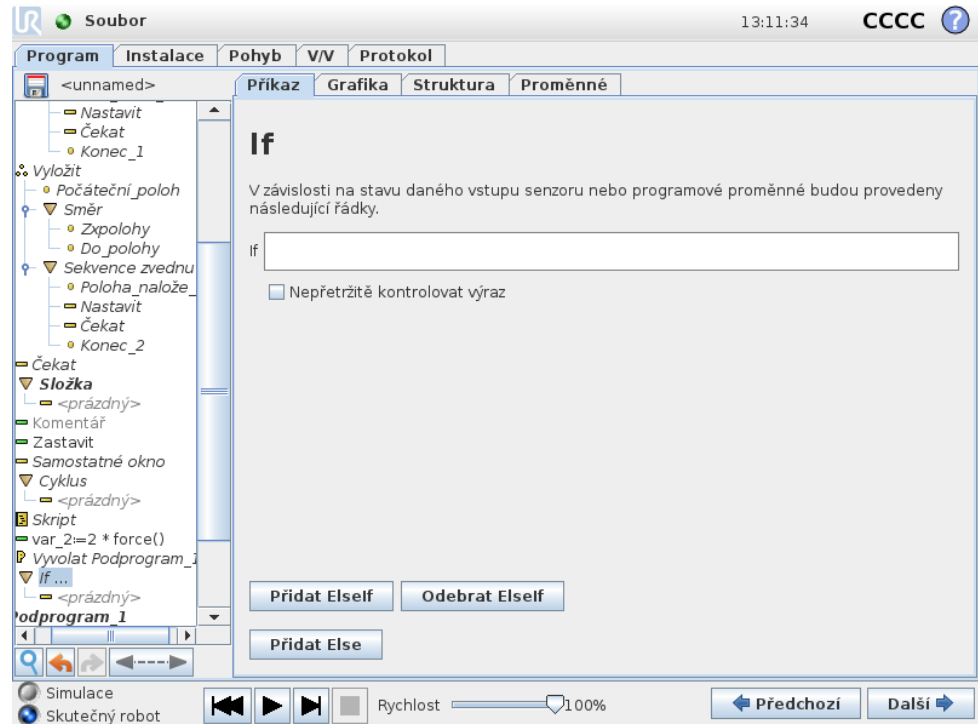 Soubor
13:11:34
CCCC
?
Program Instalace Pohyb V/V Protokol
<unnamed>
Příkaz Grafika Struktura Proměnné
Nastavit
Čekat
Konec_1
Vyložit
Počáteční_poloh
Směr
Zxpolohy
Do_polohy
Sekvence zvednu
Poloha_nalože_
Nastavit
Čekat
Konec_2
Čekat
Složka
<prázdný>
Komentář
Zastavit
Samostatné okno
Cyklus
<prázdný>
Skript
var_2:=2 * force()
Vyvolat Podprogram_1
If ...
<prázdný>
Podprogram_1
If
V závislosti na stavu daného vstupu senzoru nebo programové proměnné budou provedeny
následující řádky.
If
Nepřetržitě kontrolovat výraz
Přidat ElseIf Odebrat ElseIf
Přidat Else
Simulace
Skutečný robot
Rychlost 100%
Předchozí Další